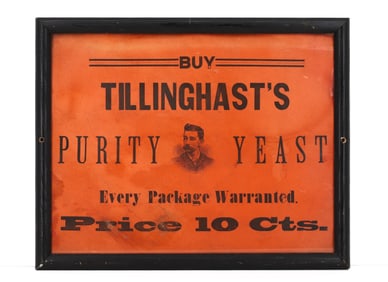 BUY
TILLINGHAST'S
PURITY YEAST
Every Package Warranted.
Price 10 Cts.